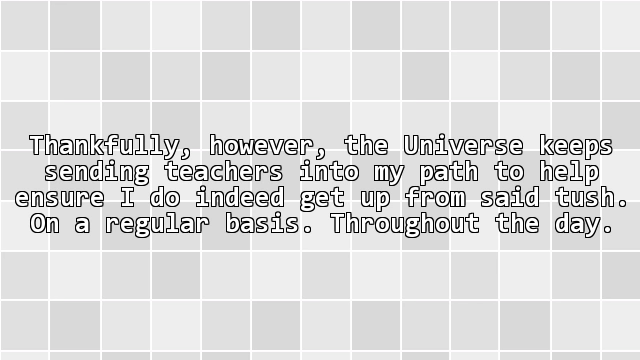 Thankfully, however, the Universe keeps
sending teachers into my path to help
ensure I do indeed get up from said tush.
On a regular basis. Throughout the day.